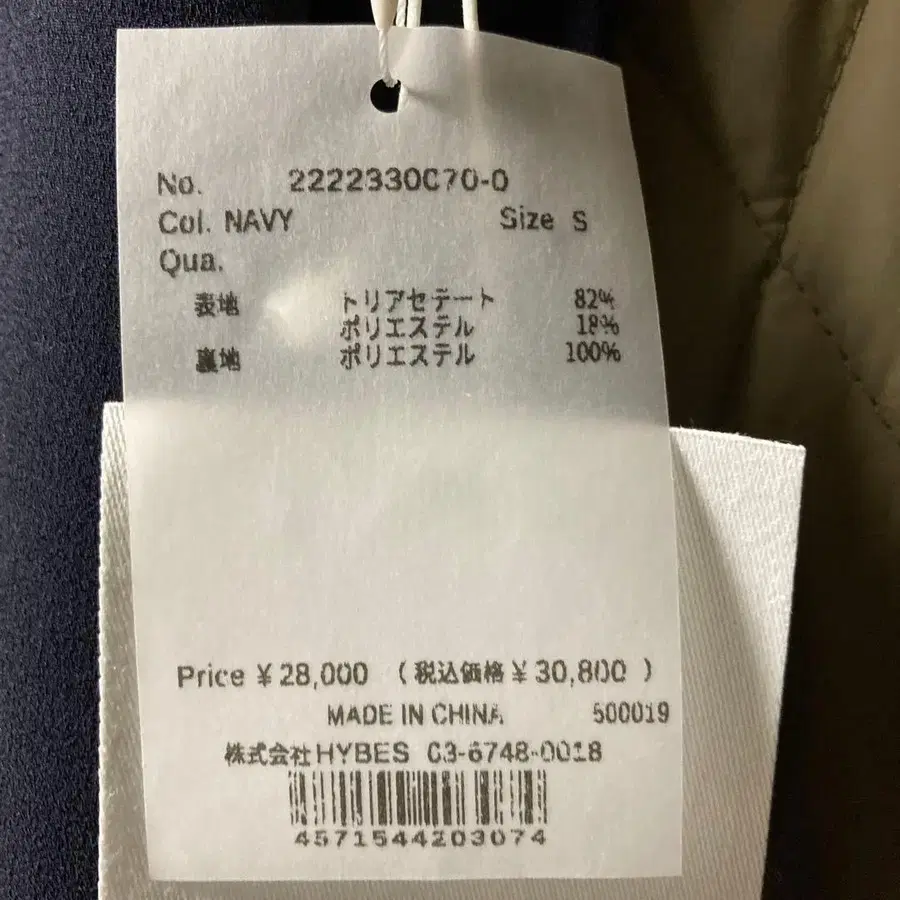 No. 2222330C70-0
Col. NAVY Size S
Qua.
表地 トリアセテート 82%
ポリエステル 18%
裏地 ポリエステル 100%
Price ¥28,000 (税込価格¥30,800)
MADE IN CHINA 500019
株式会社HYBES 03-6748-0018
4571544203074